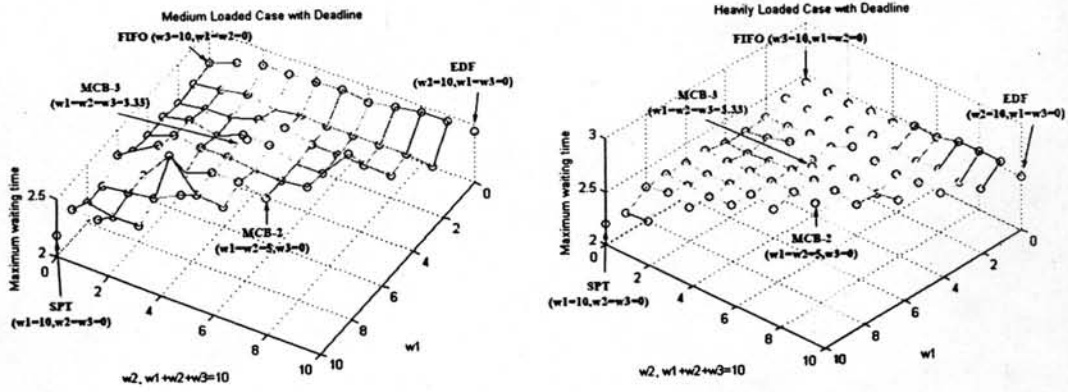 Medium Loaded Case with Deadline
FIFO (w3=10,w1=w2=0)
EDF
(w2=10,w1=w3=0)
MCB-3
(w1=w2=w3=3.33)
Maximum waiting time
2.5
2
0
2
4
6
8
10
0
2
4
6
8
10
MCB-2
(w1=w2=5,w3=0)
SPT
(w1=10,w2=w3=0)
w1
w2, w1+w2+w3=10
Heavily Loaded Case with Deadline
FIFO (w3=10,w1=w2=0)
EDF
(w2=10,w1=w3=0)
MCB-3
(w1=w2=w3=3.33)
Maximum waiting time
3
2.5
2
0
2
4
6
8
10
0
2
4
6
8
10
MCB-2
(w1=w2=5,w3=0)
SPT
(w1=10,w2=w3=0)
w1
w2, w1+w2+w3=10